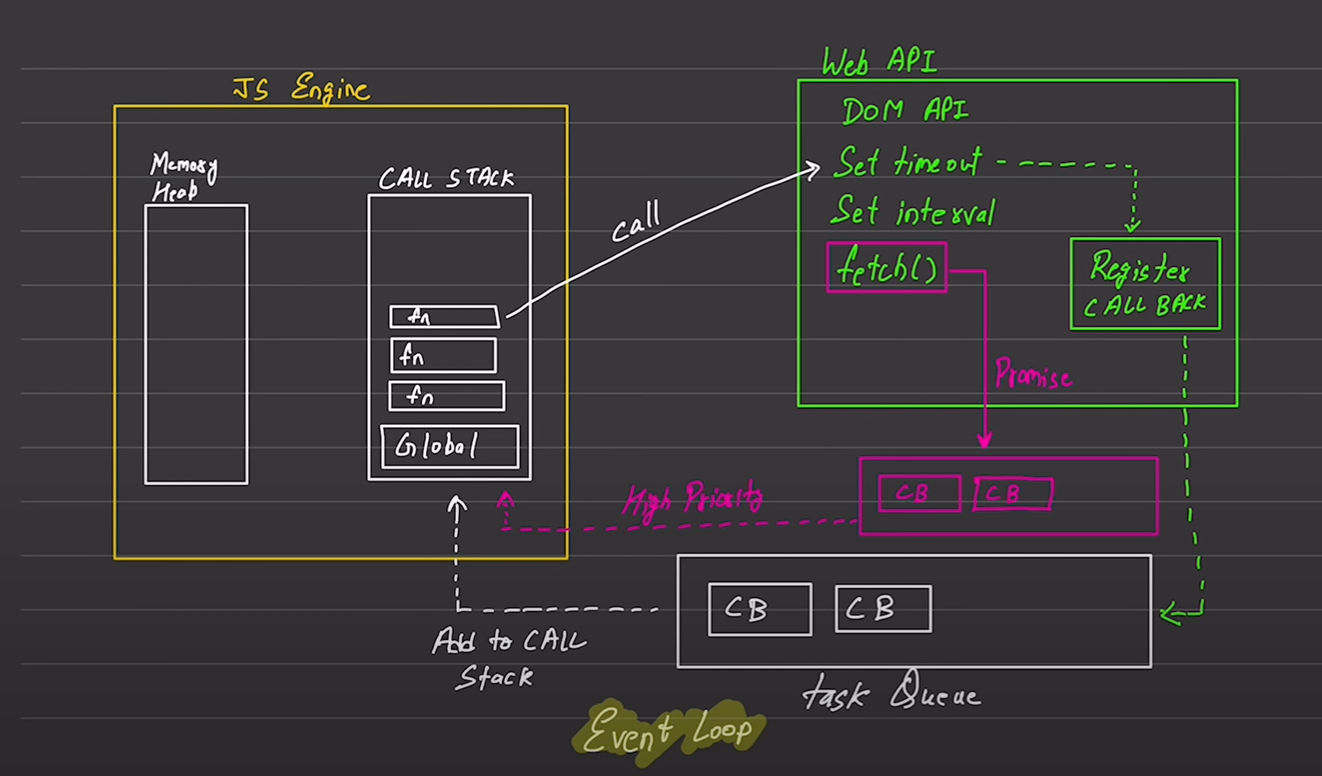 Web API
JS Engine
DOM API
Memory
Heap
CALL STACK
Set timeout
call
Set interval
fetch()
Register
CALL BACK
fn
fn
fn
Promise
Global
High Priority
CB
CB
CB
CB
Add to CALL
Stack
task Queue
Event Loop